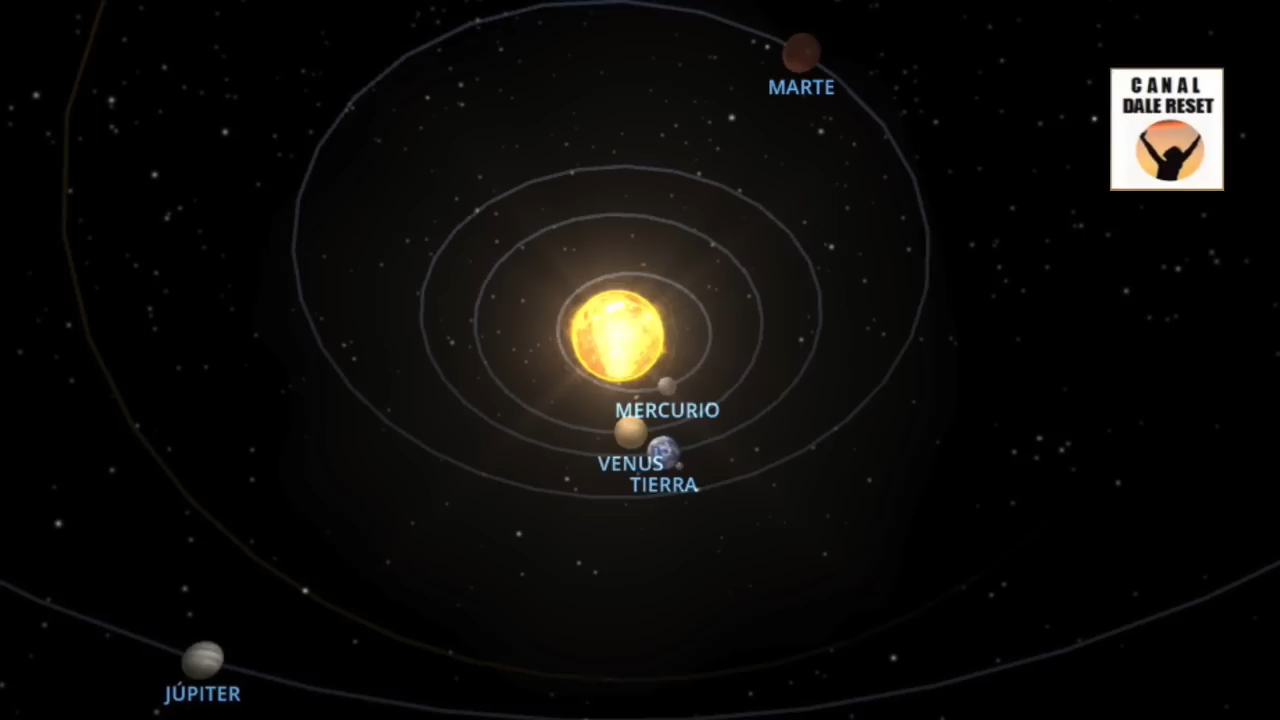 MARTE
CANAL
DALE RESET
MERCURIO
VENUS
TIERRA
JÚPITER